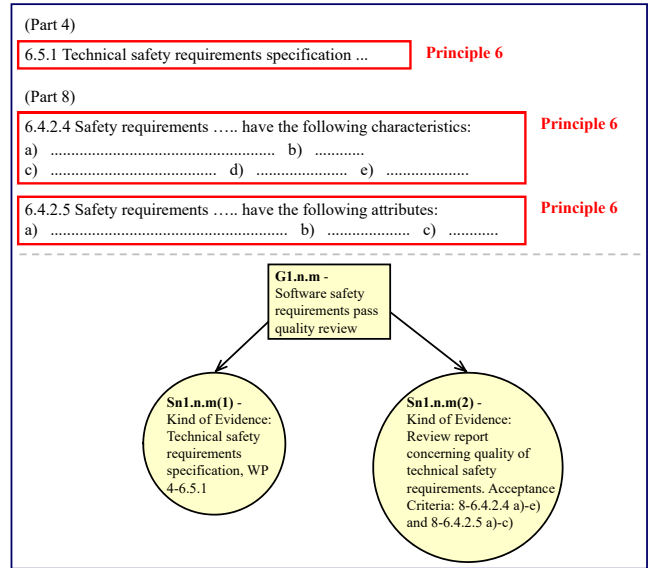 (Part 4)
6.5.1 Technical safety requirements specification ... Principle 6
(Part 8)
6.4.2.4 Safety requirements ….. have the following characteristics: Principle 6
a) ...................................................... b) ............
c) ........................................ d) ...................... e) ....................
6.4.2.5 Safety requirements ….. have the following attributes: Principle 6
a) ......................................................... b) .................... c) ............
G1.n.m -
Software safety
requirements pass
quality review
Sn1.n.m(1) -
Kind of Evidence:
Technical safety
requirements
specification, WP
4-6.5.1
Sn1.n.m(2) -
Kind of Evidence:
Review report
concerning quality of
technical safety
requirements. Acceptance
Criteria: 8-6.4.2.4 a)-e)
and 8-6.4.2.5 a)-c)